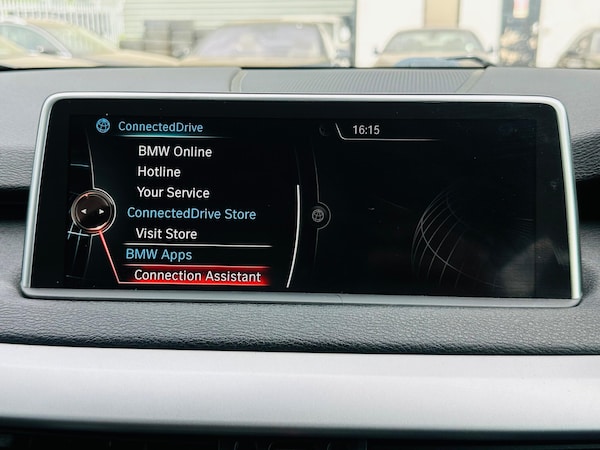 ConnectedDrive
16:15
BMW Online
Hotline
Your Service
ConnectedDrive Store
Visit Store
BMW Apps
Connection Assistant